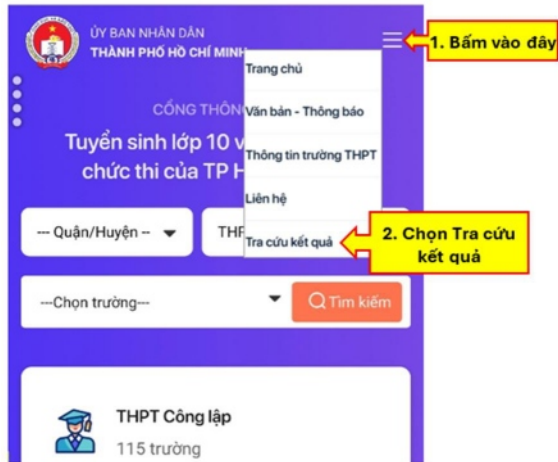 ỦY BAN NHÂN DÂN
THÀNH PHỐ HỒ CHÍ MINH
1. Bấm vào đây
Trang chủ
CỔNG THÔN
Văn bản - Thông báo
Tuyển sinh lớp 10 v
Thông tin trường THPT
chức thi của TP H
Liên hệ
--- Quận/Huyện --
THP
Tra cứu kết quả
2. Chọn Tra cứu
kết quả
---Chọn trường---
Tìm kiếm
THPT Công lập
115 trường